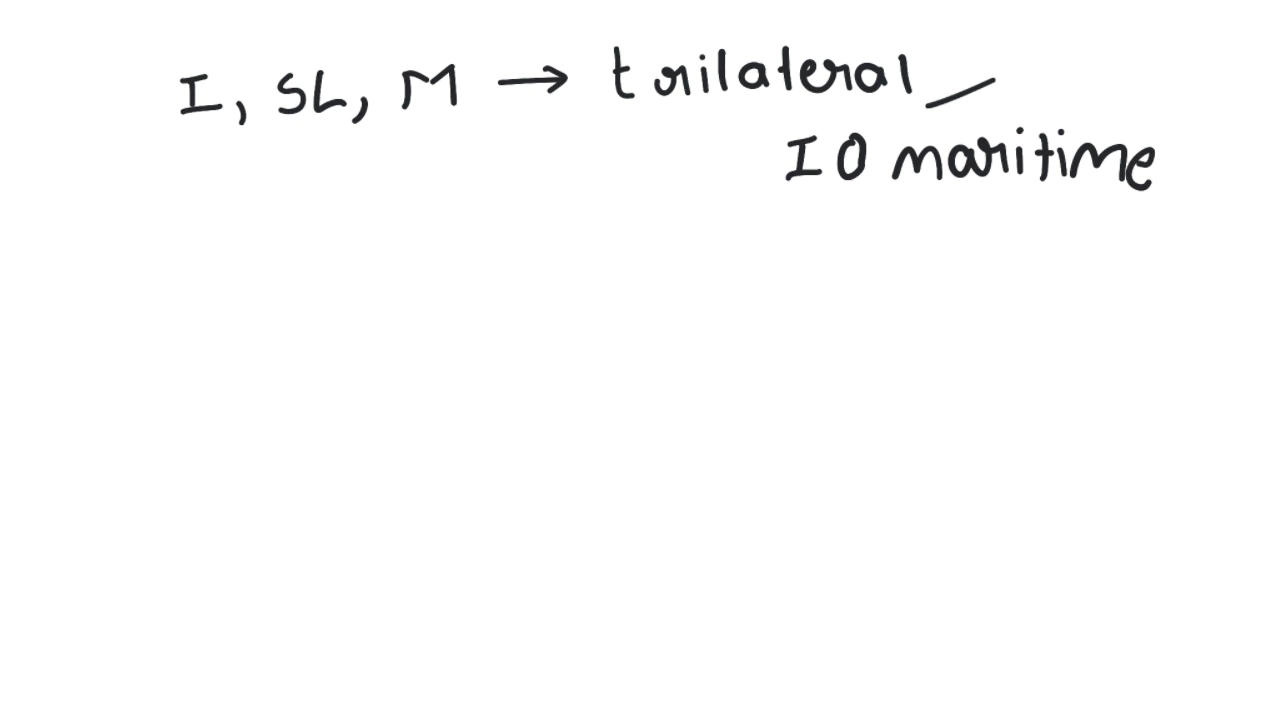 I, SL, M → trilateral /
IO maritime